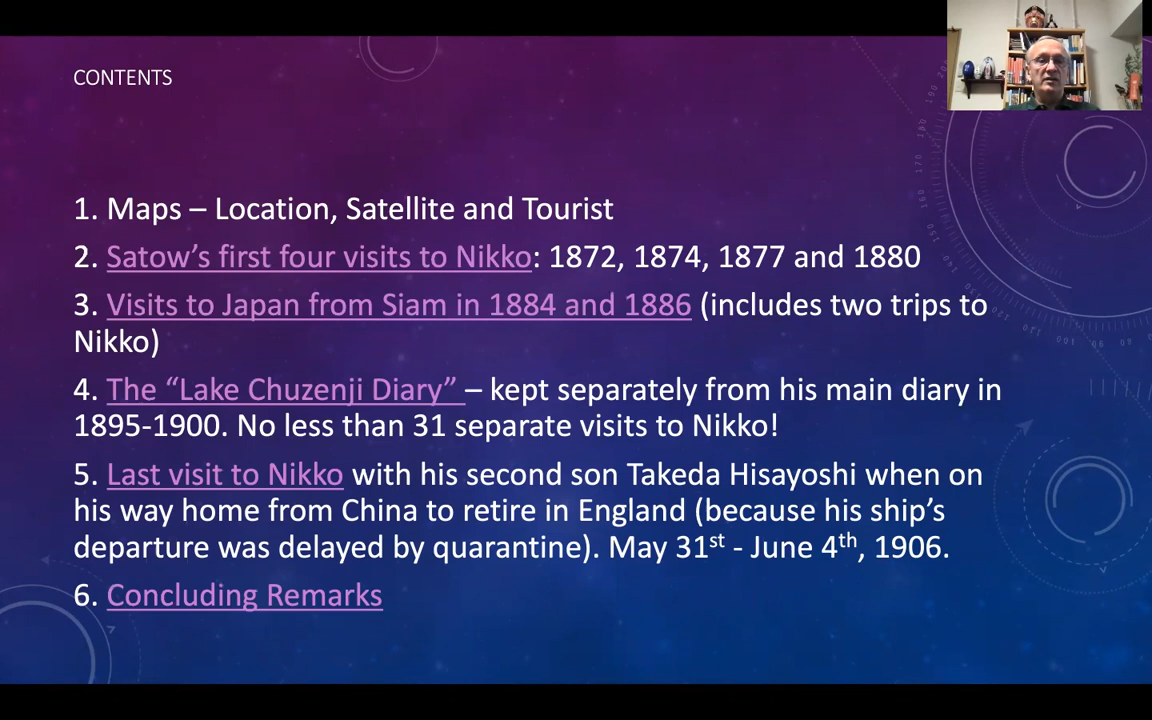 CONTENTS
1. Maps – Location, Satellite and Tourist
2. Satow’s first four visits to Nikko: 1872, 1874, 1877 and 1880
3. Visits to Japan from Siam in 1884 and 1886 (includes two trips to
Nikko)
4. The “Lake Chuzenji Diary” – kept separately from his main diary in
1895-1900. No less than 31 separate visits to Nikko!
5. Last visit to Nikko with his second son Takeda Hisayoshi when on
his way home from China to retire in England (because his ship’s
departure was delayed by quarantine). May 31st - June 4th, 1906.
6. Concluding Remarks